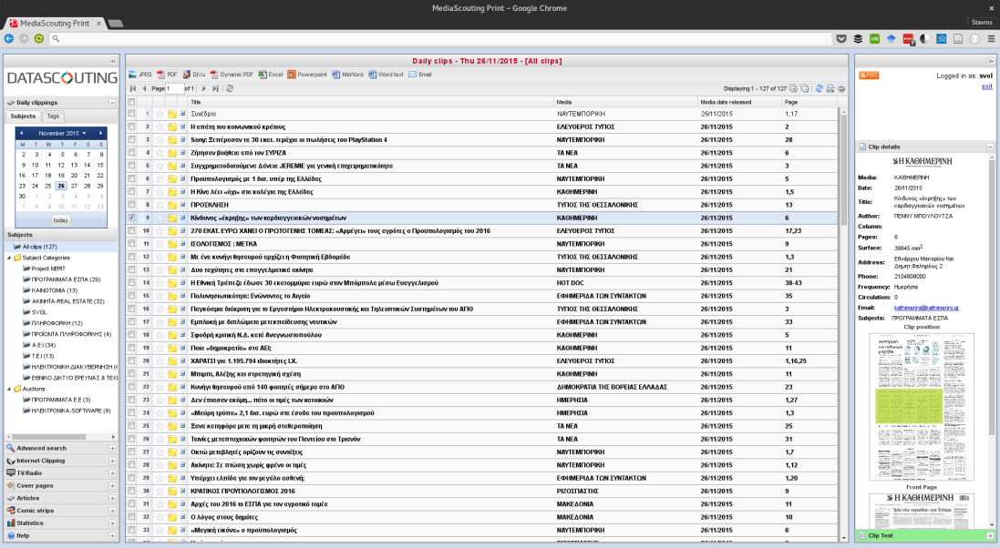 MediaScouting Print - Google Chrome
MediaScouting Print
Stavros
DATASCOUTING
Daily clippings
Subjects Tags
November 2015
M T W T F S S
2 3 4 5 6 7 8
9 10 11 12 13 14 15
16 17 18 19 20 21 22
23 24 25 26 27 28 29
30 1 2 3 4 5 6
7 8 9 10 11 12 13
today
Subjects
All clips (127)
Subject Categories
Project NERIT
ΠΡΟΓΡΑΜΜΑΤΑ ΕΣΠΑ (29)
ΚΑΙΝΟΤΟΜΙΑ (13)
ΑΚΙΝΗΤΑ-REAL ESTATE (32)
SVOL
ΠΛΗΡΟΦΟΡΙΚΗ (12)
ΠΡΟΪΟΝΤΑ ΠΛΗΡΟΦΟΡΙΚΗΣ (4)
Α.Ε.Ι (34)
Τ.Ε.Ι (13)
ΗΛΕΚΤΡΟΝΙΚΗ ΔΙΑΚΥΒΕΡΝΗΣΗ (
ΕΘΝΙΚΟ ΔΙΚΤΥΟ ΕΡΕΥΝΑΣ & ΤΕΧ
Auctions
ΠΡΟΓΡΑΜΜΑΤΑ Ε.Ε (3)
ΗΛΕΚΤΡΟΝΙΚΑ-SOFTWARE (9)
Advanced search
Internet Clipping
TV/Radio
Cover pages
Articles
Comic strips
Statistics
Help
Daily clips - Thu 26/11/2015 - [All clips]
JPEG PDF DjVu Dynamic PDF Excel Powerpoint MsWord Word text Email
Page 1 of 1 Displaying 1 - 127 of 127
Title Media Media date released Page
1 Συνέδριο ΝΑΥΤΕΜΠΟΡΙΚΗ 26/11/2015 1,17
2 Η απάτη του κοινωνικού κράτους ΕΛΕΥΘΕΡΟΣ ΤΥΠΟΣ 26/11/2015 2
3 Sony: Ξεπέρασαν τα 30 εκατ. τεμάχια οι πωλήσεις του PlayStation 4 ΝΑΥΤΕΜΠΟΡΙΚΗ 26/11/2015 28
4 Ζήτησαν βοήθεια από τον ΣΥΡΙΖΑ ΤΑ ΝΕΑ 26/11/2015 6
5 Συγχρηματοδοτούμενα Δάνεια JEREMIE για γενική επιχειρηματικότητα ΤΑ ΝΕΑ 26/11/2015 3
6 Προϋπολογισμός με 1 δισ. υπέρ της Ελλάδος ΝΑΥΤΕΜΠΟΡΙΚΗ 26/11/2015 5
7 Η Κίνα λέει «όχι» στα κολέγια της Ελλάδος ΚΑΘΗΜΕΡΙΝΗ 26/11/2015 1,5
8 ΠΡΟΣΚΛΗΣΗ ΤΥΠΟΣ ΤΗΣ ΘΕΣΣΑΛΟΝΙΚΗΣ 26/11/2015 13
9 Κίνδυνος «έκρηξης» των καρδιαγγειακών νοσημάτων ΚΑΘΗΜΕΡΙΝΗ 26/11/2015 6
10 270 ΕΚΑΤ. ΕΥΡΩ ΧΑΝΕΙ Ο ΠΡΩΤΟΓΕΝΗΣ ΤΟΜΕΑΣ: «Αρμέγει» τους αγρότες ο Προϋπολογισμός του 2016 ΕΛΕΥΘΕΡΟΣ ΤΥΠΟΣ 26/11/2015 17,23
11 ΙΣΟΛΟΓΙΣΜΟΣ : ΜΕΤΚΑ ΝΑΥΤΕΜΠΟΡΙΚΗ 26/11/2015 9
12 Με ένα κυνήγι θησαυρού αρχίζει η Φοιτητική Εβδομάδα ΤΥΠΟΣ ΤΗΣ ΘΕΣΣΑΛΟΝΙΚΗΣ 26/11/2015 1,3
13 Δυο ταχύτητες στα επαγγελματικά ακίνητα ΝΑΥΤΕΜΠΟΡΙΚΗ 26/11/2015 21
14 Η Εθνική Τράπεζα έδωσε 30 εκατομμύρια ευρώ στον Μπόμπολα μέσω Ευαγγελισμού HOT DOC 26/11/2015 38-43
15 Πολυνησιωτικότητα: Ενώνοντας το Αιγαίο ΕΦΗΜΕΡΙΔΑ ΤΩΝ ΣΥΝΤΑΚΤΩΝ 26/11/2015 35
16 Παγκόσμια διάκριση για το Εργαστήριο Ηλεκτρακουστικής και Τηλεοπτικών Συστημάτων του ΑΠΘ ΤΥΠΟΣ ΤΗΣ ΘΕΣΣΑΛΟΝΙΚΗΣ 26/11/2015 3
17 Εμπλοκή με διπλώματα μετεκπαίδευσης ναυτικών ΕΦΗΜΕΡΙΔΑ ΤΩΝ ΣΥΝΤΑΚΤΩΝ 26/11/2015 33
18 Σφοδρή κριτική Ν.Δ. κατά Αναγνωστοπούλου ΚΑΘΗΜΕΡΙΝΗ 26/11/2015 5
19 Ποια «δημοκρατία» στα ΑΕΙ; ΚΑΘΗΜΕΡΙΝΗ 26/11/2015 11
20 ΧΑΡΑΤΣΙ για 1.195.794 ιδιοκτήτες Ι.Χ. ΕΛΕΥΘΕΡΟΣ ΤΥΠΟΣ 26/11/2015 1,16,25
21 Μπίμπι, Αλέξης και στρατηγική σχέση ΚΑΘΗΜΕΡΙΝΗ 26/11/2015 11
22 Κυνήγι θησαυρού από 140 φοιτητές σήμερα στο ΑΠΘ ΔΗΜΟΚΡΑΤΙΑ ΤΗΣ ΒΟΡΕΙΑΣ ΕΛΛΑΔΑΣ 26/11/2015 23
23 Δεν έπιασαν ακόμη... πάτο οι τιμές των κατοικιών ΗΜΕΡΗΣΙΑ 26/11/2015 1,27
24 «Μαύρη τρύπα» 2,1 δισ. ευρώ στα έσοδα του προϋπολογισμού ΗΜΕΡΗΣΙΑ 26/11/2015 1,3
25 Ξανα κατηφόρα μετά τη μικρή σταθεροποίηση ΤΑ ΝΕΑ 26/11/2015 25
26 Ταινίες μεταπτυχιακών φοιτητών του Παντείου στο Τριανόν ΤΑ ΝΕΑ 26/11/2015 31
27 Οκτώ μεταβλητές ορίζουν τις συντάξεις ΝΑΥΤΕΜΠΟΡΙΚΗ 26/11/2015 1,7
28 Ακίνητα: Σε πτώση χωρίς φρένο οι τιμές ΝΑΥΤΕΜΠΟΡΙΚΗ 26/11/2015 1,12
29 Υπάρχει ελπίδα για τον μεγάλο ασθενή; ΕΦΗΜΕΡΙΔΑ ΤΩΝ ΣΥΝΤΑΚΤΩΝ 26/11/2015 1,20
30 ΚΡΑΤΙΚΟΣ ΠΡΟΫΠΟΛΟΓΙΣΜΟΣ 2016 ΡΙΖΟΣΠΑΣΤΗΣ 26/11/2015 9
31 Αρχές του 2016 το ΕΣΠΑ για τον αγροτικό τομέα ΜΑΚΕΔΟΝΙΑ 26/11/2015 11
32 Ο λόγος στους δημότες ΜΑΚΕΔΟΝΙΑ 26/11/2015 10
33 «Μαγική εικόνα» ο προϋπολογισμός ΝΑΥΤΕΜΠΟΡΙΚΗ 26/11/2015 6
RSS Logged in as: svol
exit
Clip details
Η ΚΑΘΗΜΕΡΙΝΗ
Media: ΚΑΘΗΜΕΡΙΝΗ
Date: 26/11/2015
Title: Κίνδυνος «έκρηξης» των
καρδιαγγειακών νοσημάτων
Author: ΠΕΝΝΥ ΜΠΟΥΛΟΥΤΖΑ
Column:
Pages: 6
Surface: 39845 mm2
Address: Εθνάρχου Μακαρίου Και
Δημητ.Φαληρέως 2
Phone: 2104808000
Frequency: Ημερήσια
Circulation: 0
Email: kathimerini@kathimerini.gr
Subjects: ΠΡΟΓΡΑΜΜΑΤΑ ΕΣΠΑ
Clip position
Front Page
Η ΚΑΘΗΜΕΡΙΝΗ
Clip Text